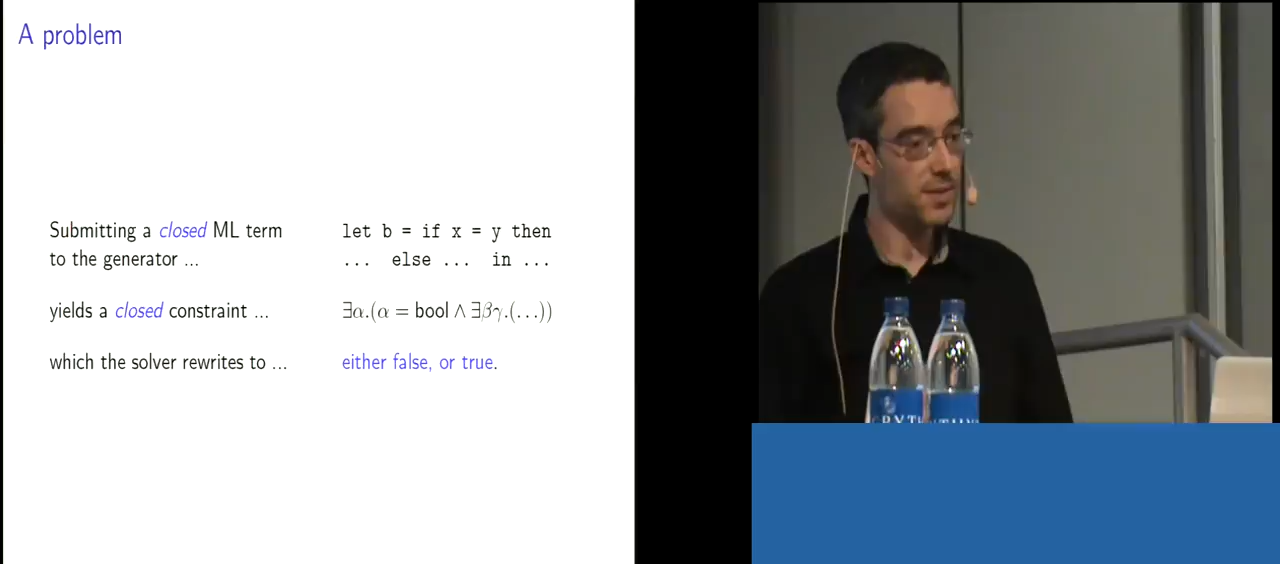 A problem
Submitting a closed ML term
to the generator ...
let b = if x = y then
... else ... in ...
yields a closed constraint ...
∃α.(α = bool ∧ ∃βγ.(...))
which the solver rewrites to ...
either false, or true.